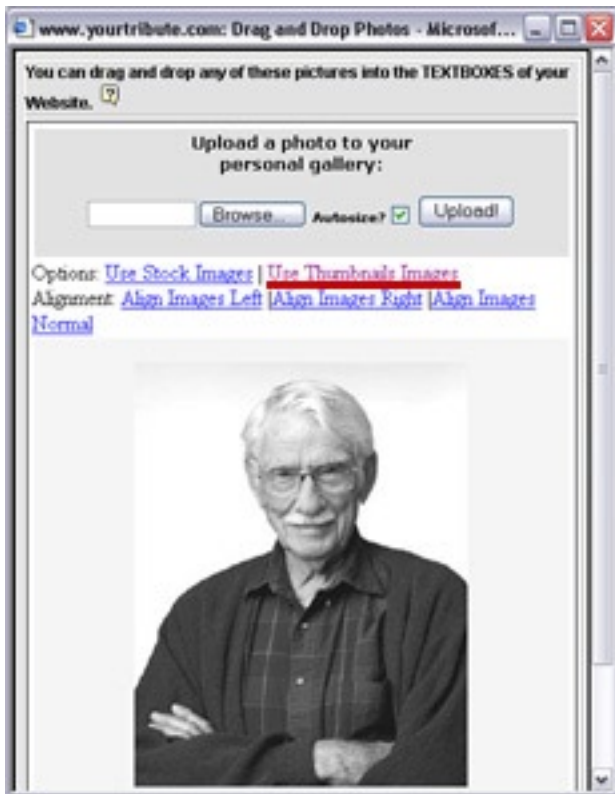 www.yourtribute.com: Drag and Drop Photos - Microsof...
You can drag and drop any of these pictures into the TEXTBOXES of your
Website. ?
Upload a photo to your
personal gallery:
Browse... Autosize? Upload!
Options: Use Stock Images | Use Thumbnails Images
Alignment: Align Images Left |Align Images Right |Align Images
Normal